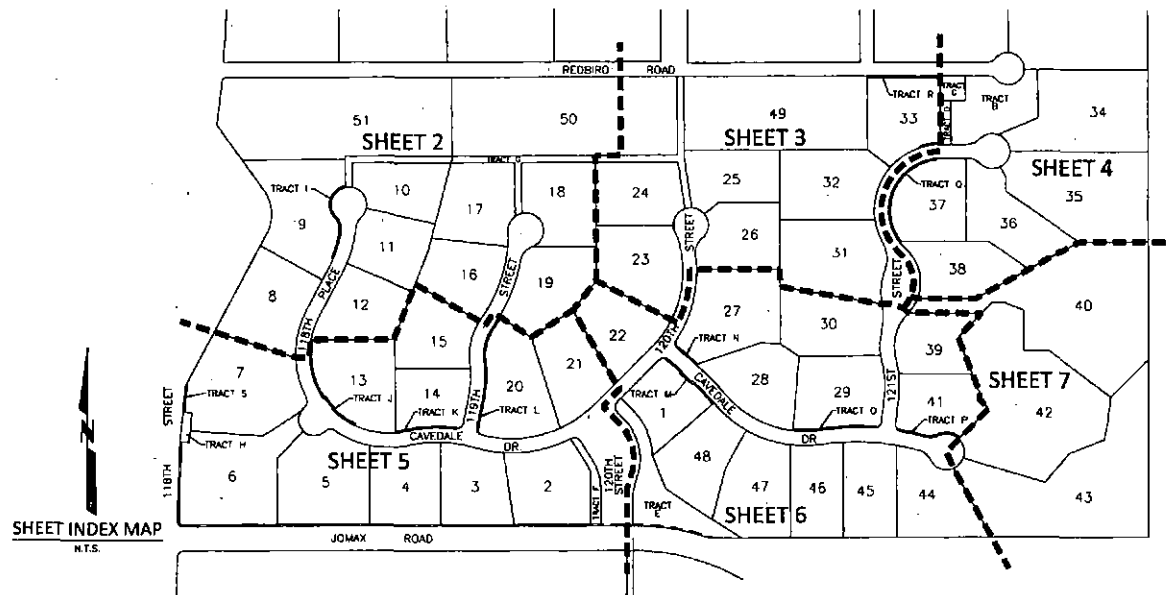 REDBIRD ROAD
TRACT R
TRACT C
TRACT B
TRACT D
34
51
50
49
33
SHEET 2
SHEET 3
SHEET 4
TRACT G
TRACT I
10
18
24
25
32
TRACT Q
35
9
17
37
36
11
26
STREET
8
16
STREET
19
23
31
38
STREET
40
PLACE
12
27
118TH
15
22
30
120TH
TRACT N
7
21
39
13
14
20
28
29
121ST
SHEET 7
TRACT S
STREET
TRACT J
TRACT K
119TH
TRACT L
TRACT M
CAVEDALE
1
TRACT O
41
TRACT P
42
TRACT H
CAVEDALE
DR.
DR
6
SHEET 5
48
118TH
5
4
3
2
TRACT F
120TH
STREET
TRACT
E
47
46
45
44
43
SHEET 6
SHEET INDEX MAP
N.T.S.
JOMAX ROAD